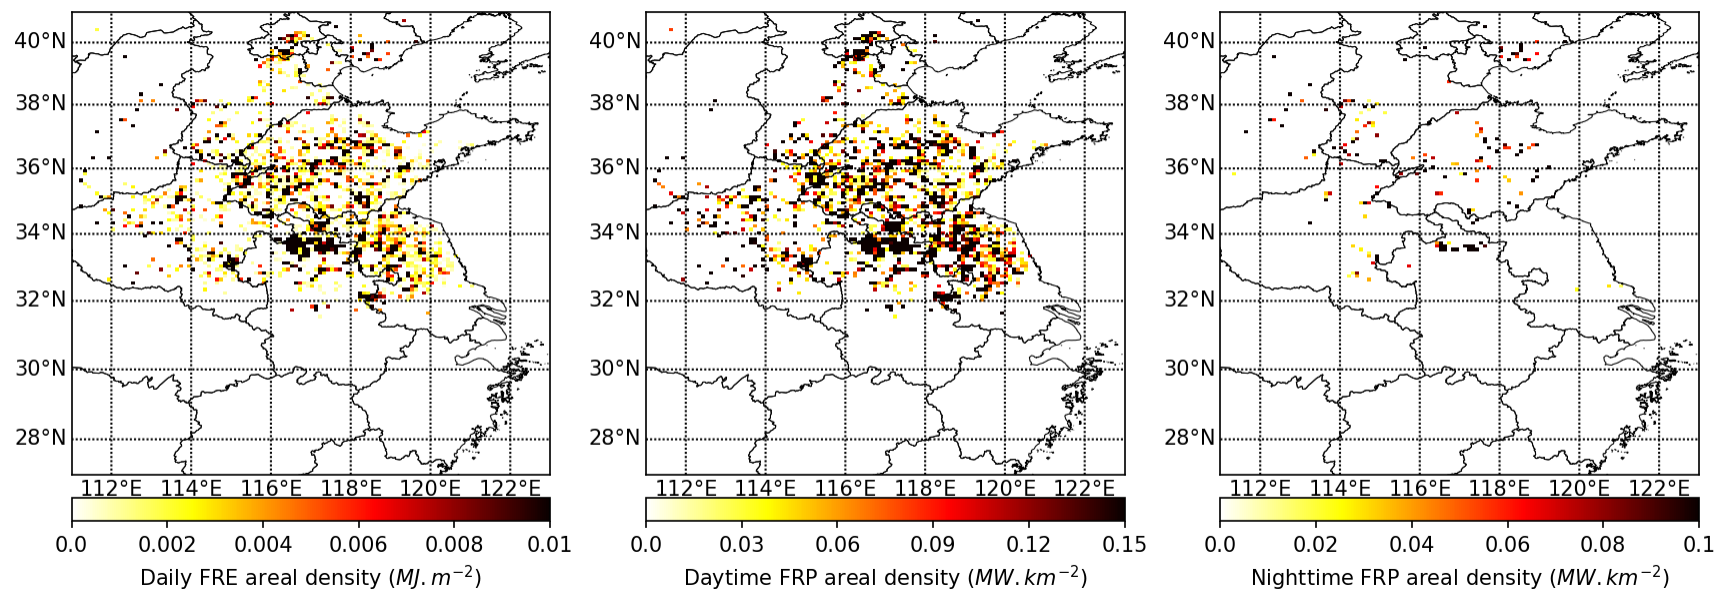 40°N
38°N
36°N
34°N
32°N
30°N
28°N
112°E 114°E 116°E 118°E 120°E 122°E
0.0 0.002 0.004 0.006 0.008 0.01
Daily FRE areal density (MJ.m⁻²)
40°N
38°N
36°N
34°N
32°N
30°N
28°N
112°E 114°E 116°E 118°E 120°E 122°E
0.0 0.03 0.06 0.09 0.12 0.15
Daytime FRP areal density (MW.km⁻²)
40°N
38°N
36°N
34°N
32°N
30°N
28°N
112°E 114°E 116°E 118°E 120°E 122°E
0.0 0.02 0.04 0.06 0.08 0.1
Nighttime FRP areal density (MW.km⁻²)